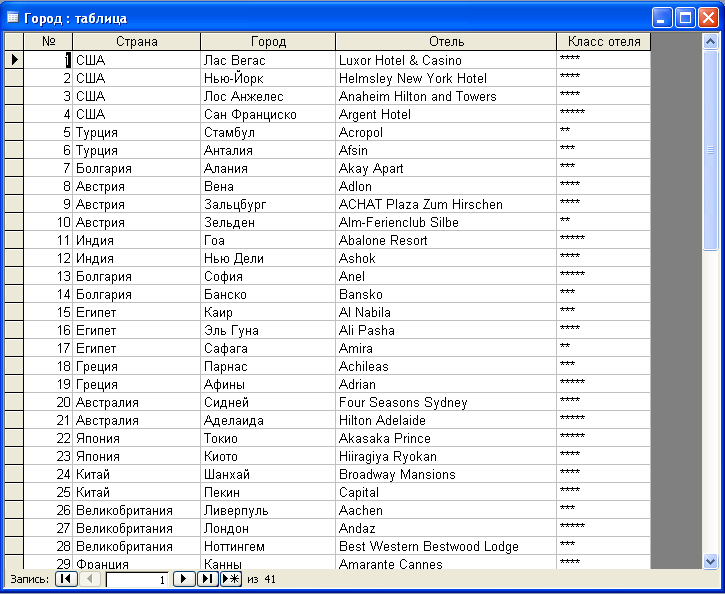 Город : таблица
№ Страна Город Отель Класс отеля
1 США Лас Вегас Luxor Hotel & Casino ****
2 США Нью-Йорк Helmsley New York Hotel ****
3 США Лос Анжелес Anaheim Hilton and Towers ****
4 США Сан Франциско Argent Hotel *****
5 Турция Стамбул Acropol **
6 Турция Анталия Afsin ***
7 Болгария Алания Akay Apart ***
8 Австрия Вена Adlon ****
9 Австрия Зальцбург ACHAT Plaza Zum Hirschen ****
10 Австрия Зельден Alm-Ferienclub Silbe **
11 Индия Гоа Abalone Resort *****
12 Индия Нью Дели Ashok ****
13 Болгария София Anel *****
14 Болгария Банско Bansko ***
15 Египет Каир Al Nabila ***
16 Египет Эль Гуна Ali Pasha ****
17 Египет Сафага Amira **
18 Греция Парнас Achileas ***
19 Греция Афины Adrian *****
20 Австралия Сидней Four Seasons Sydney ****
21 Австралия Аделаида Hilton Adelaide *****
22 Япония Токио Akasaka Prince *****
23 Япония Киото Hiiragiya Ryokan ****
24 Китай Шанхай Broadway Mansions ****
25 Китай Пекин Capital ****
26 Великобритания Ливерпуль Aachen ***
27 Великобритания Лондон Andaz *****
28 Великобритания Ноттингем Best Western Bestwood Lodge ***
29 Франция Канны Amarante Cannes ****
Запись: 1 из 41